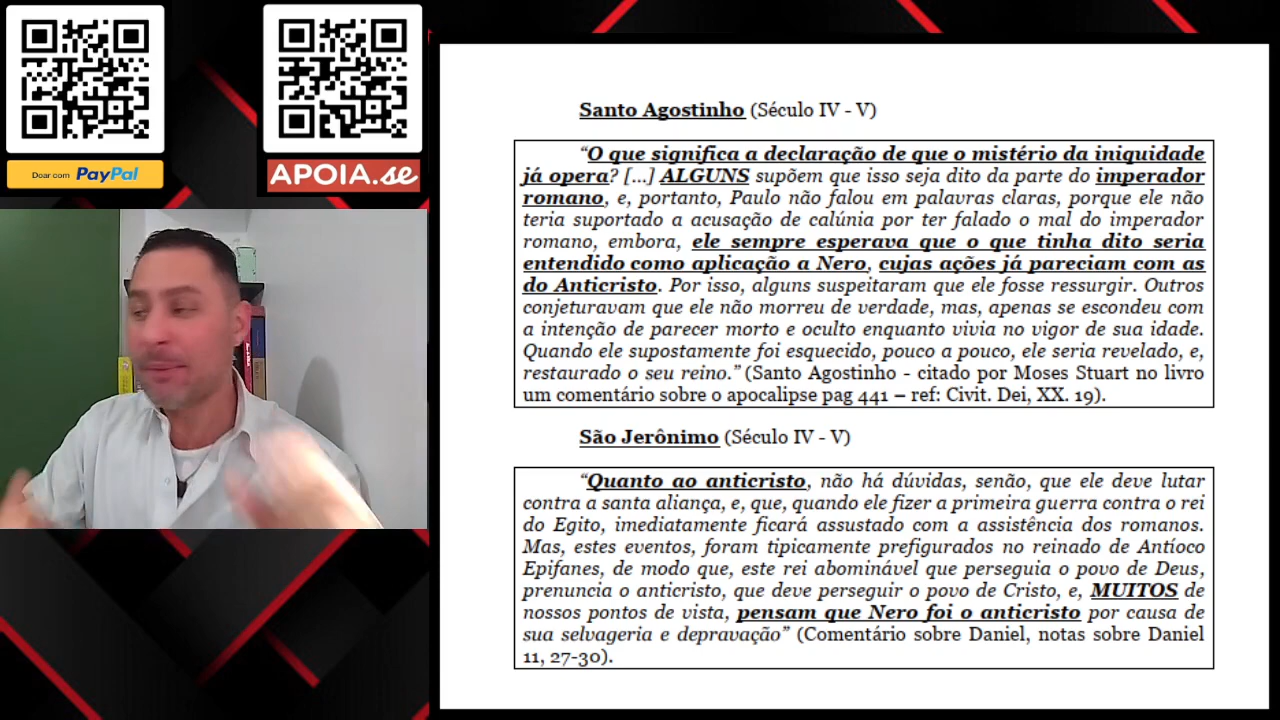 Doar com PayPal
APOIA.se
Santo Agostinho (Século IV - V)
“O que significa a declaração de que o mistério da iniquidade
já opera? [...] ALGUNS supõem que isso seja dito da parte do imperador
romano, e, portanto, Paulo não falou em palavras claras, porque ele não
teria suportado a acusação de calúnia por ter falado o mal do imperador
romano, embora, ele sempre esperava que o que tinha dito seria
entendido como aplicação a Nero, cujas ações já pareciam com as
do Anticristo. Por isso, alguns suspeitaram que ele fosse ressurgir. Outros
conjeturavam que ele não morreu de verdade, mas, apenas se escondeu com
a intenção de parecer morto e oculto enquanto vivia no vigor de sua idade.
Quando ele supostamente foi esquecido, pouco a pouco, ele seria revelado, e,
restaurado o seu reino.” (Santo Agostinho - citado por Moses Stuart no livro
um comentário sobre o apocalipse pag 441 – ref: Civit. Dei, XX. 19).
São Jerônimo (Século IV - V)
“Quanto ao anticristo, não há dúvidas, senão, que ele deve lutar
contra a santa aliança, e, que, quando ele fizer a primeira guerra contra o rei
do Egito, imediatamente ficará assustado com a assistência dos romanos.
Mas, estes eventos, foram tipicamente prefigurados no reinado de Antíoco
Epifanes, de modo que, este rei abominável que perseguia o povo de Deus,
prenuncia o anticristo, que deve perseguir o povo de Cristo, e, MUITOS de
nossos pontos de vista, pensam que Nero foi o anticristo por causa de
sua selvageria e depravação” (Comentário sobre Daniel, notas sobre Daniel
11, 27-30).